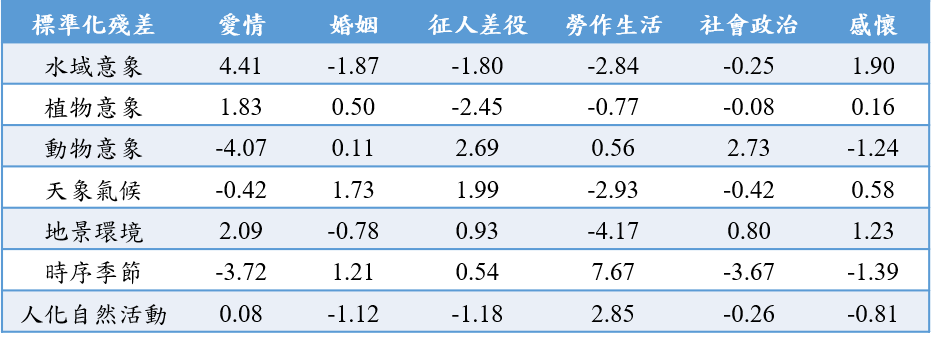 標準化殘差 愛情 婚姻 征人差役 勞作生活 社會政治 感懷
水域意象 4.41 -1.87 -1.80 -2.84 -0.25 1.90
植物意象 1.83 0.50 -2.45 -0.77 -0.08 0.16
動物意象 -4.07 0.11 2.69 0.56 2.73 -1.24
天象氣候 -0.42 1.73 1.99 -2.93 -0.42 0.58
地景環境 2.09 -0.78 0.93 -4.17 0.80 1.23
時序季節 -3.72 1.21 0.54 7.67 -3.67 -1.39
人化自然活動 0.08 -1.12 -1.18 2.85 -0.26 -0.81